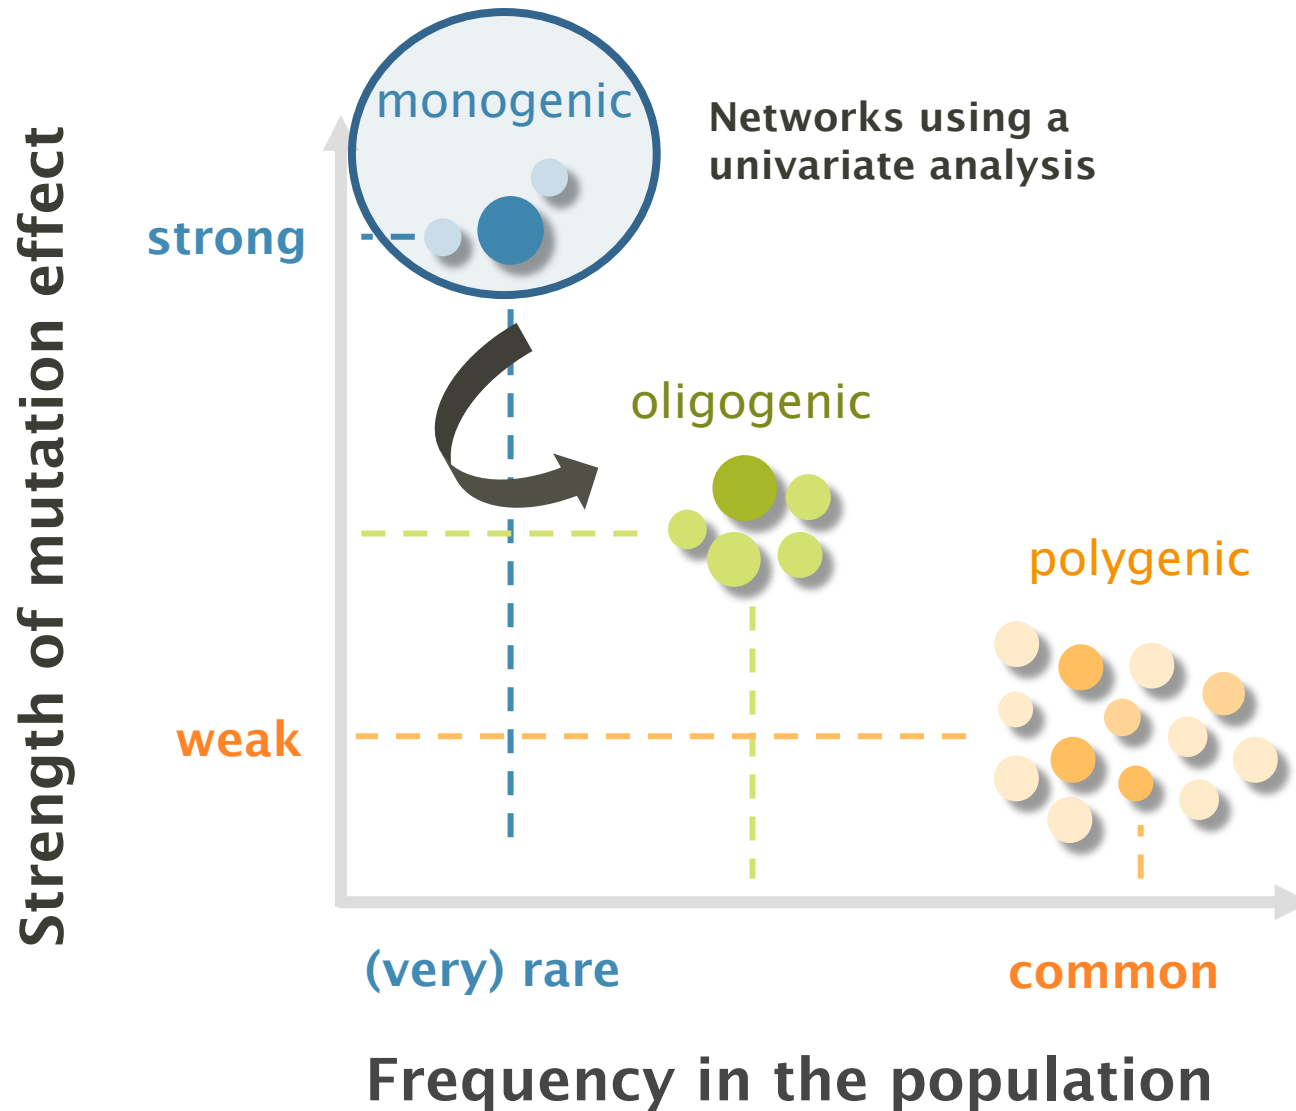 monogenic
Networks using a
univariate analysis
Strength of mutation effect
strong
oligogenic
polygenic
weak
(very) rare
common
Frequency in the population